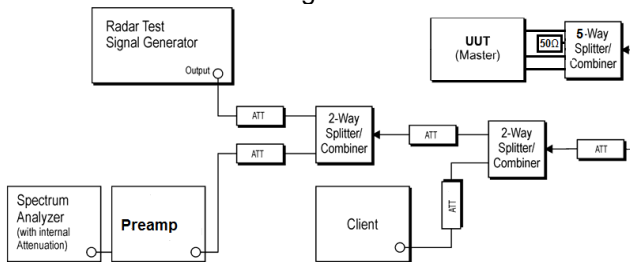 Radar Test
Signal Generator
Output
UUT
(Master)
50Ω
5-Way
Splitter/
Combiner
ATT
2-Way
Splitter/
Combiner
ATT
2-Way
Splitter/
Combiner
ATT
ATT
ATT
Spectrum
Analyzer
(with internal
Attenuation)
Preamp
Client